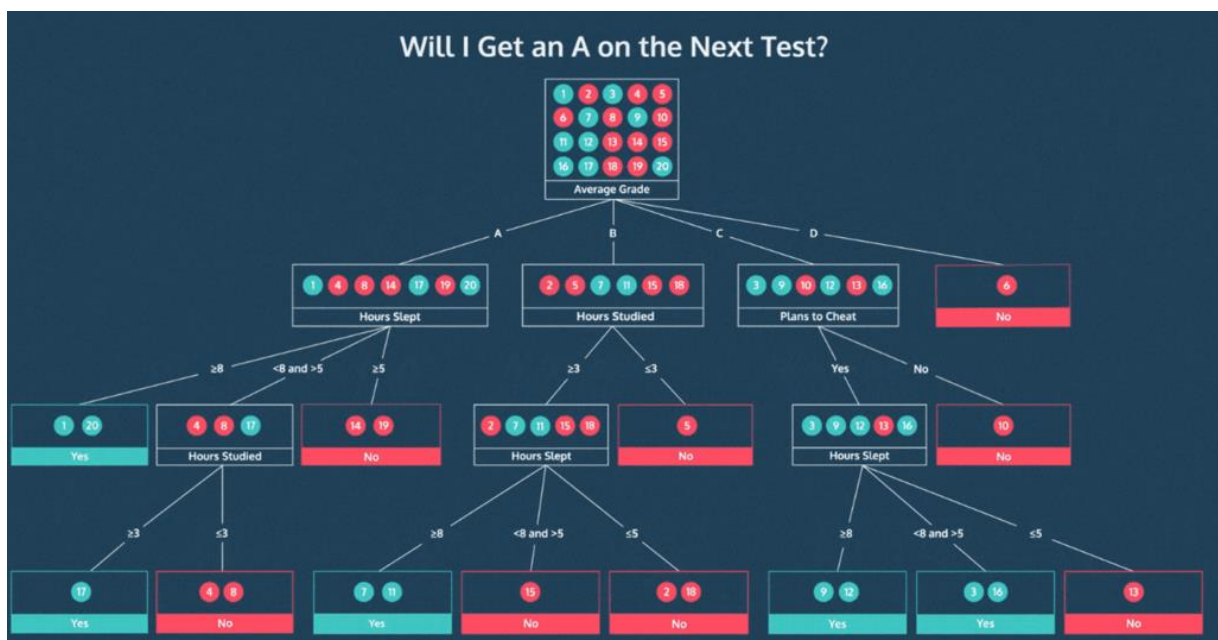 Will I Get an A on the Next Test?
1 2 3 4 5
6 7 8 9 10
11 12 13 14 15
16 17 18 19 20
Average Grade
A B C D
1 4 8 14 17 19 20
Hours Slept
2 5 7 11 15 18
Hours Studied
3 9 10 12 13 16
Plans to Cheat
6
No
≥8 <8 and >5 ≥5
≥3 ≤3
Yes No
1 20
Yes
4 8 17
Hours Studied
14 19
No
2 7 11 15 18
Hours Slept
5
No
3 9 12 13 16
Hours Slept
10
No
≥3 ≤3
≥8 <8 and >5 ≤5
≥8 <8 and >5 ≤5
17
Yes
4 8
No
7 11
Yes
15
No
2 18
No
9 12
Yes
3 16
Yes
13
No